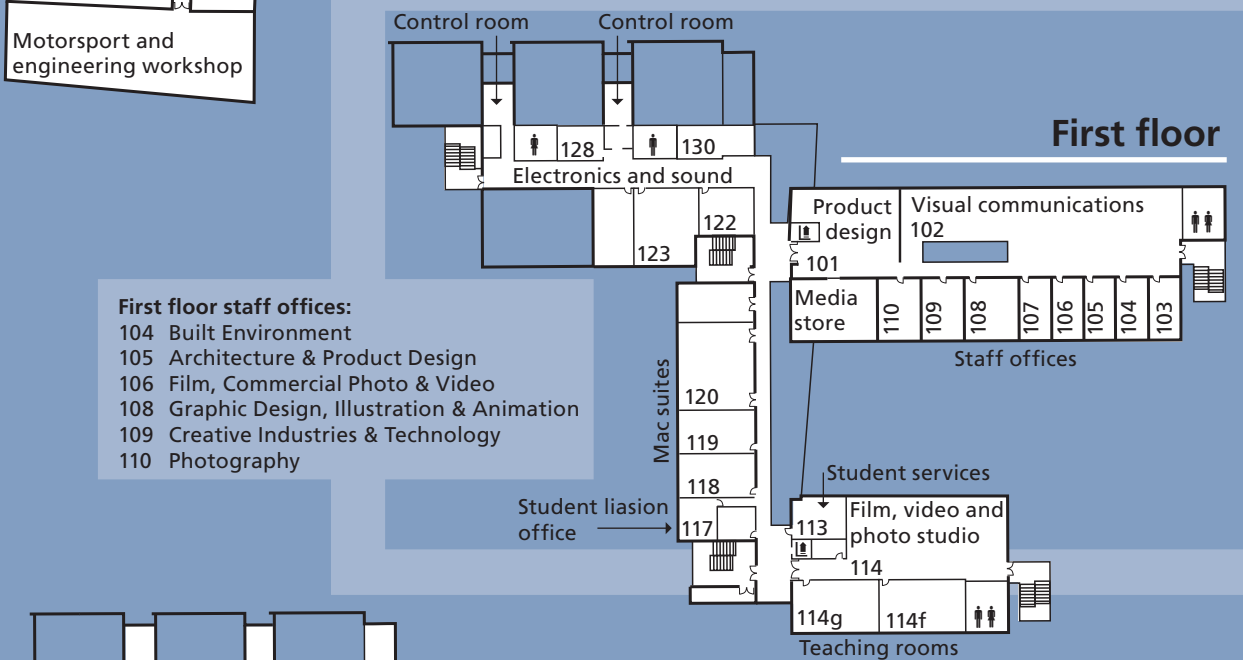 Motorsport and
engineering workshop
Control room
Control room
First floor
128
130
Electronics and sound
122
123
Product
design
101
Visual communications
102
Media
store
110
109
108
107
106
105
104
103
Staff offices
First floor staff offices:
104 Built Environment
105 Architecture & Product Design
106 Film, Commercial Photo & Video
108 Graphic Design, Illustration & Animation
109 Creative Industries & Technology
110 Photography
Mac suites
120
119
118
117
Student liasion
office
Student services
113
Film, video and
photo studio
114
114g
114f
Teaching rooms